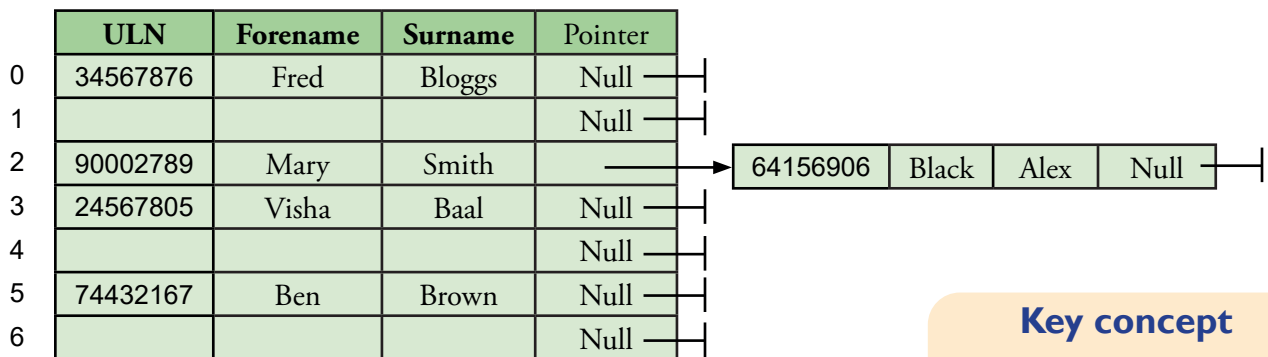 ULN Forename Surname Pointer
0 34567876 Fred Bloggs Null
1 Null
2 90002789 Mary Smith 64156906 Black Alex Null
3 24567805 Visha Baal Null
4 Null
5 74432167 Ben Brown Null
6 Null
Key concept